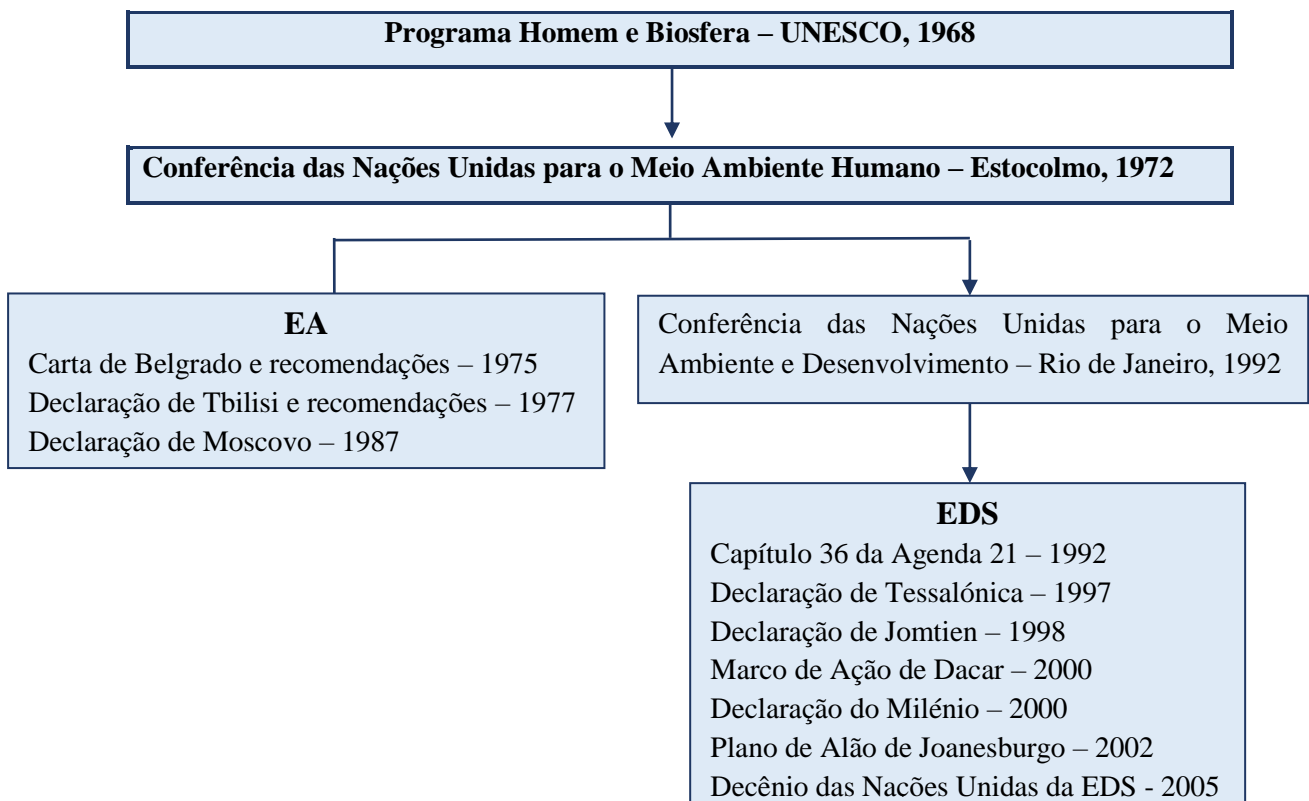 Programa Homem e Biosfera – UNESCO, 1968
Conferência das Nações Unidas para o Meio Ambiente Humano – Estocolmo, 1972
EA
Carta de Belgrado e recomendações – 1975
Declaração de Tbilisi e recomendações – 1977
Declaração de Moscovo – 1987
Conferência das Nações Unidas para o Meio
Ambiente e Desenvolvimento – Rio de Janeiro, 1992
EDS
Capítulo 36 da Agenda 21 – 1992
Declaração de Tessalónica – 1997
Declaração de Jomtien – 1998
Marco de Ação de Dacar – 2000
Declaração do Milénio – 2000
Plano de Alão de Joanesburgo – 2002
Decênio das Nações Unidas da EDS - 2005